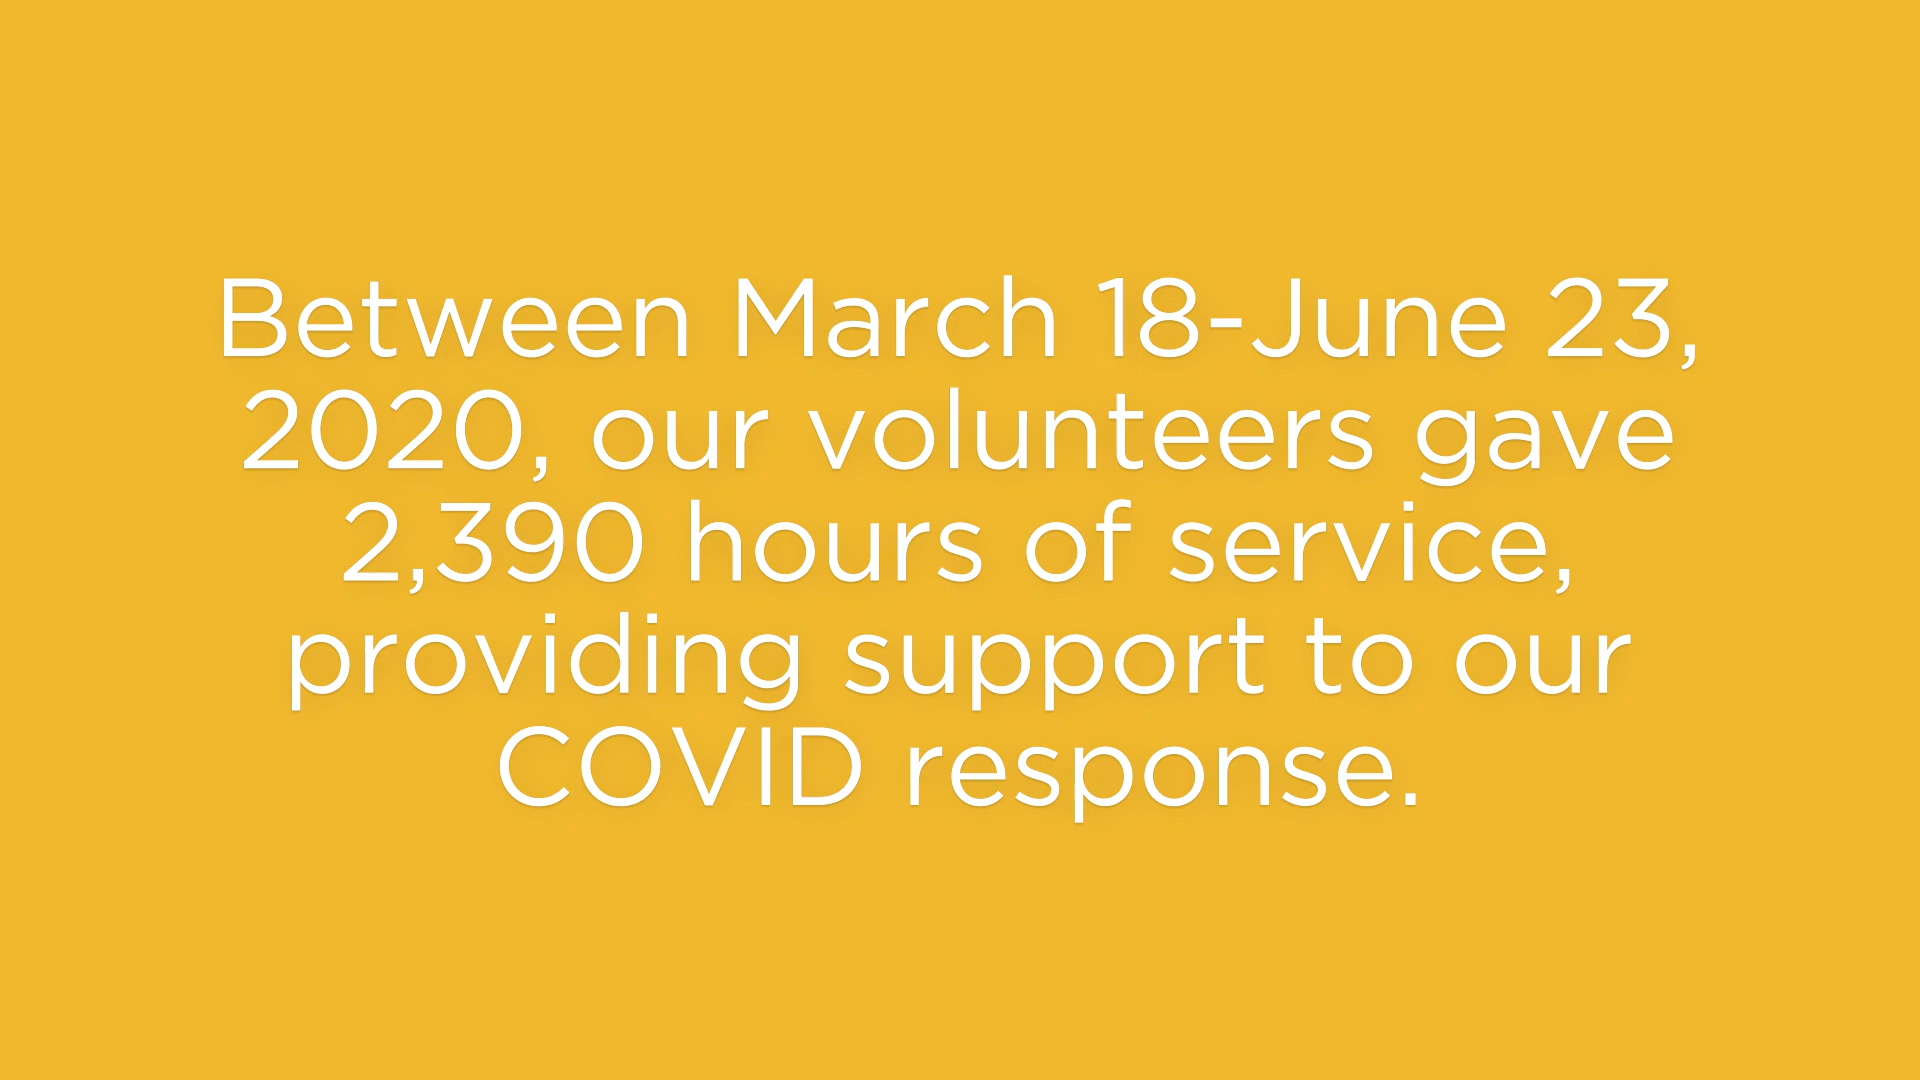 Between March 18-June 23,
2020, our volunteers gave
2,390 hours of service,
providing support to our
COVID response.